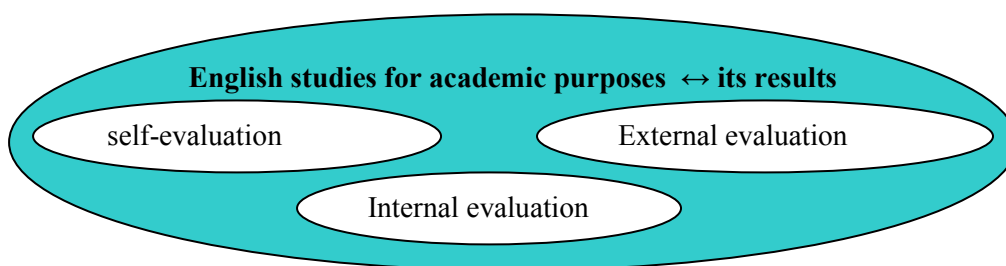 English studies for academic purposes ↔ its results
self-evaluation
External evaluation
Internal evaluation